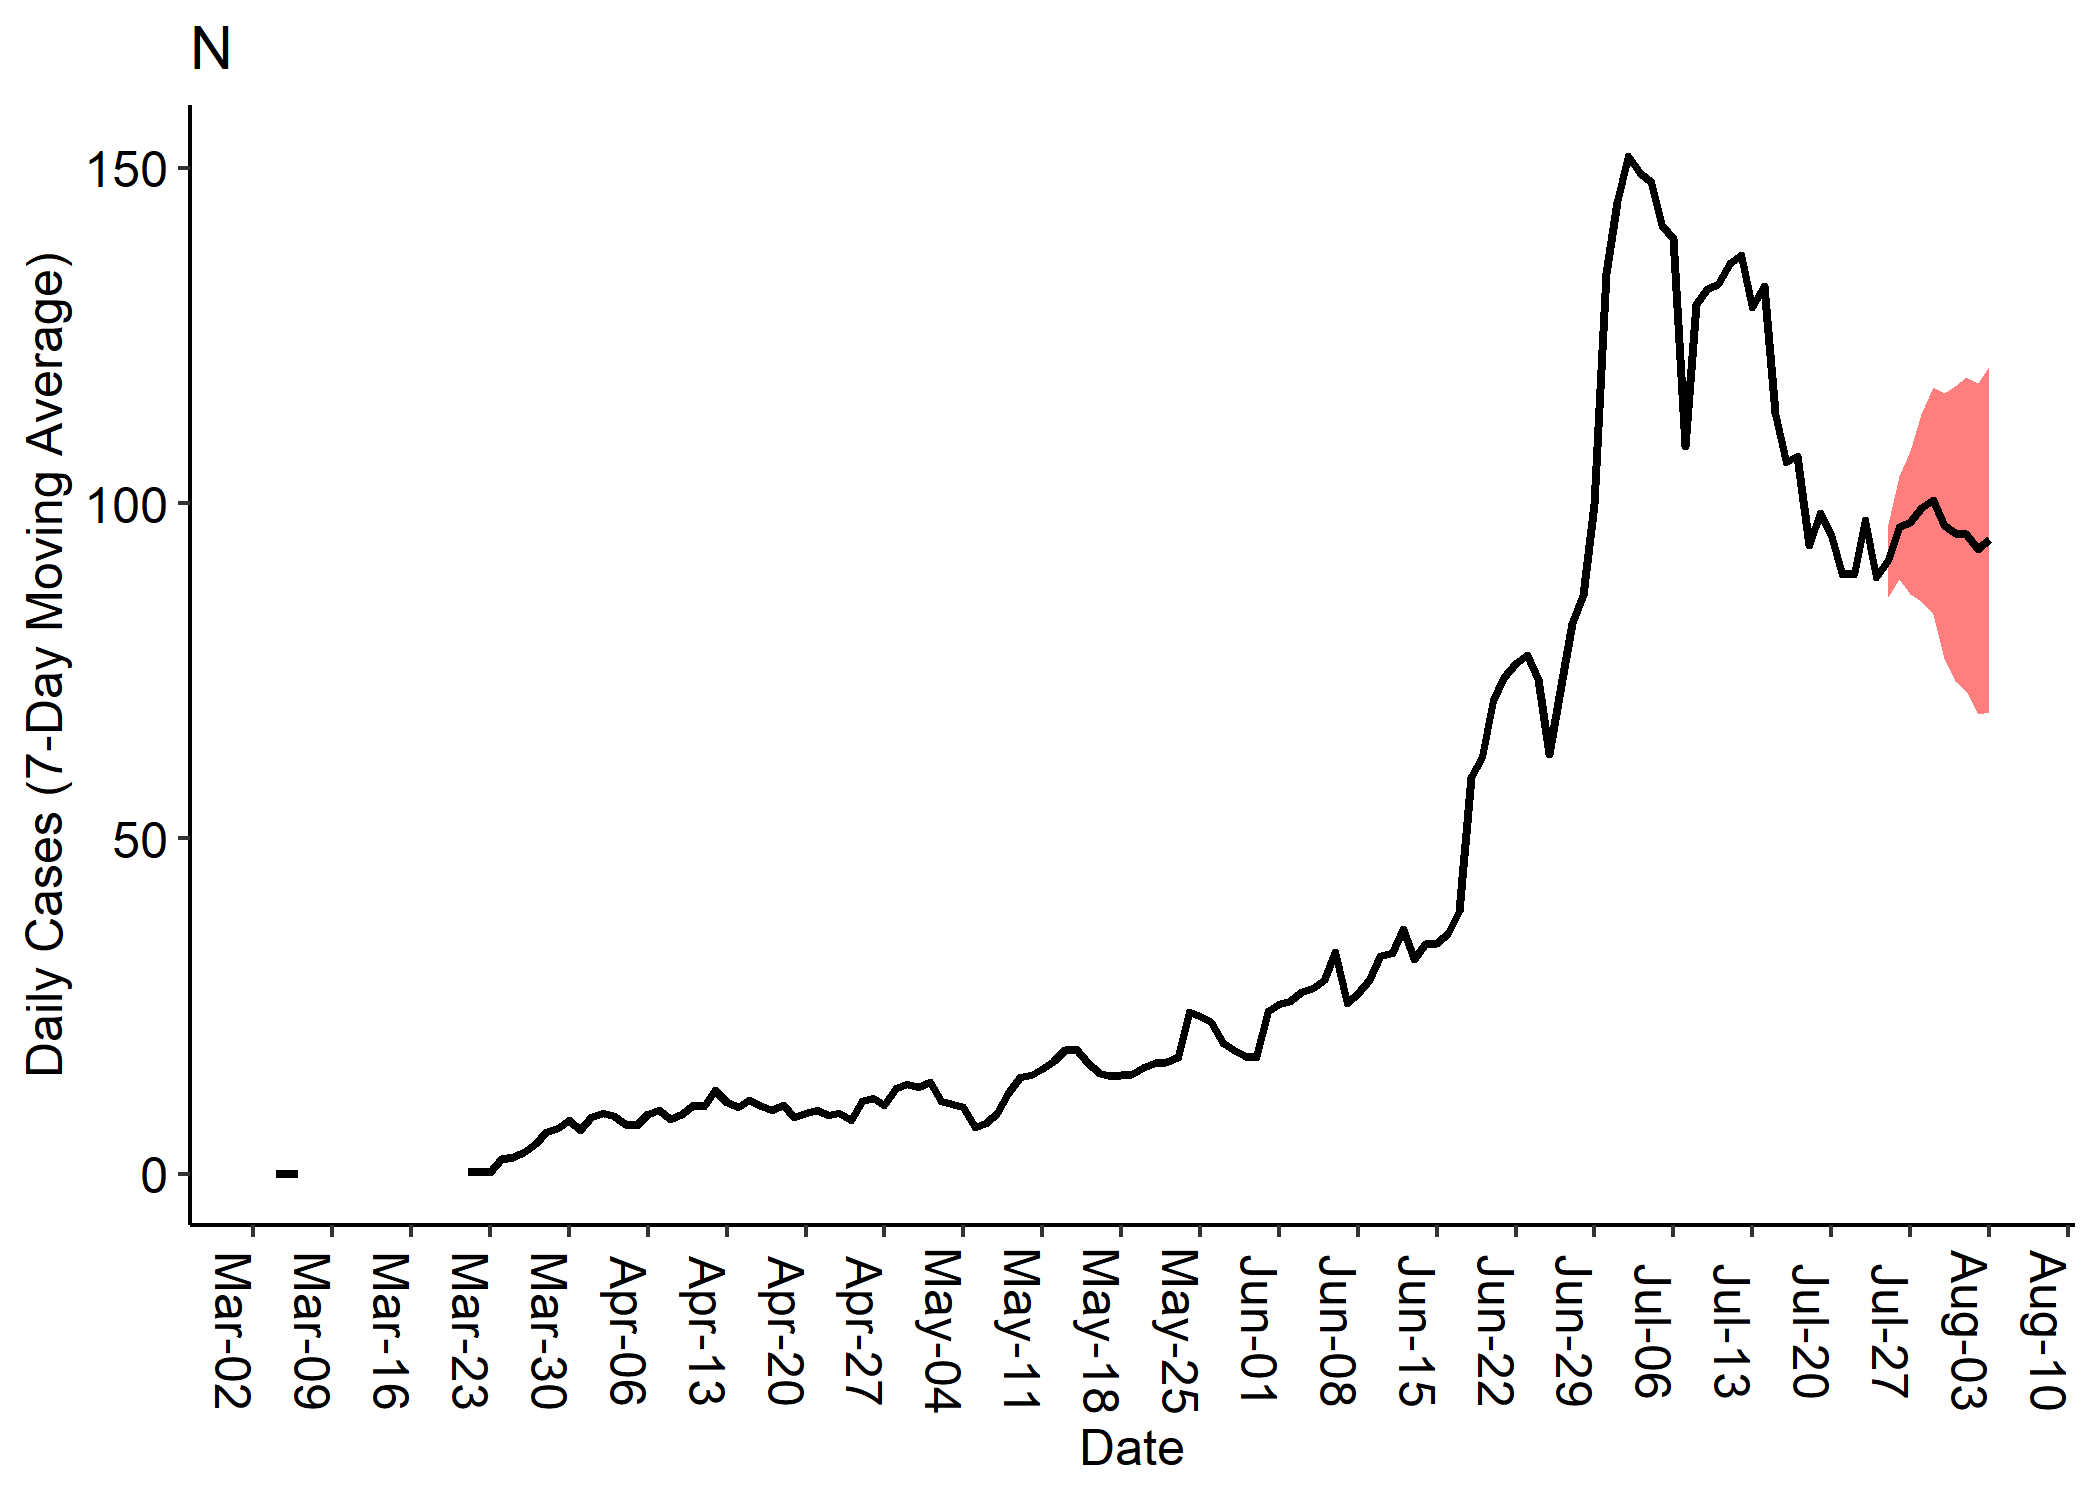 N
Daily Cases (7-Day Moving Average)
150
100
50
0
Mar-02
Mar-09
Mar-16
Mar-23
Mar-30
Apr-06
Apr-13
Apr-20
Apr-27
May-04
May-11
May-18
May-25
Jun-01
Jun-08
Jun-15
Jun-22
Jun-29
Jul-06
Jul-13
Jul-20
Jul-27
Aug-03
Aug-10
Date